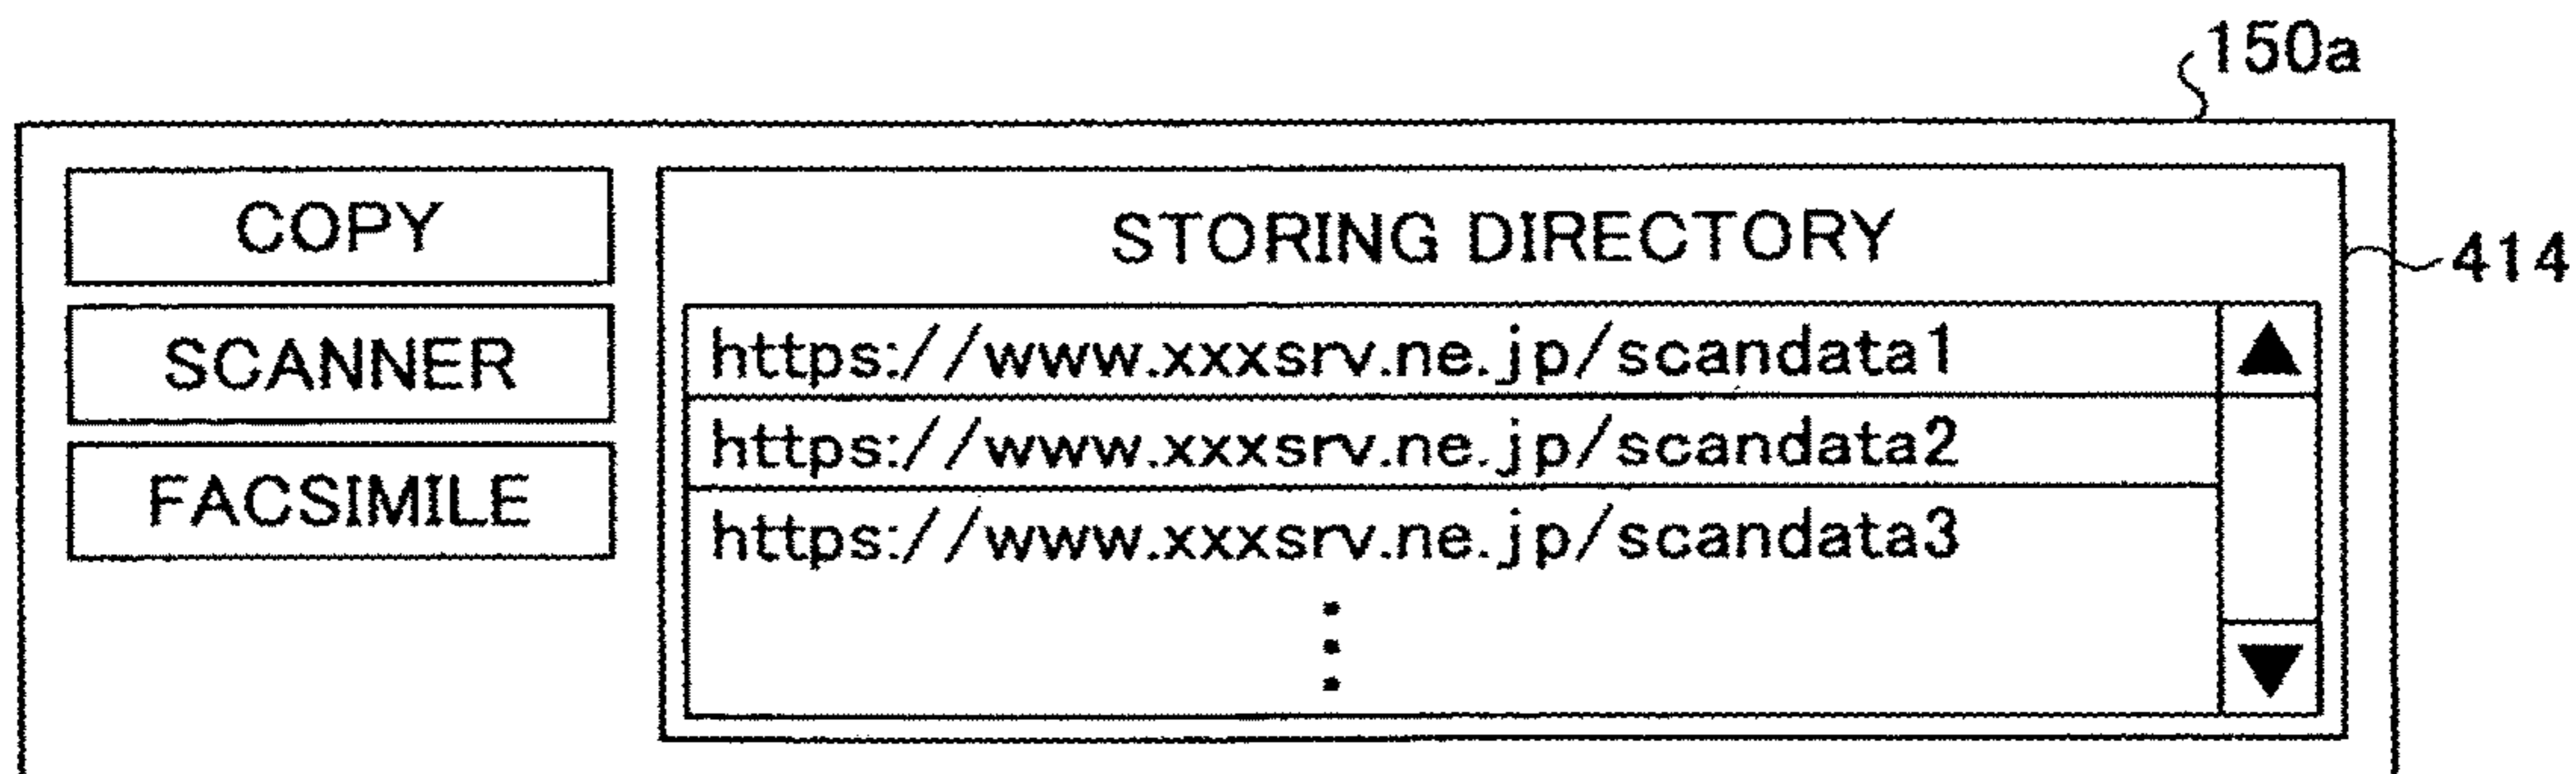 150a
COPY
SCANNER
FACSIMILE
STORING DIRECTORY
414
https://www.xxxsrv.ne.jp/scandata1
https://www.xxxsrv.ne.jp/scandata2
https://www.xxxsrv.ne.jp/scandata3